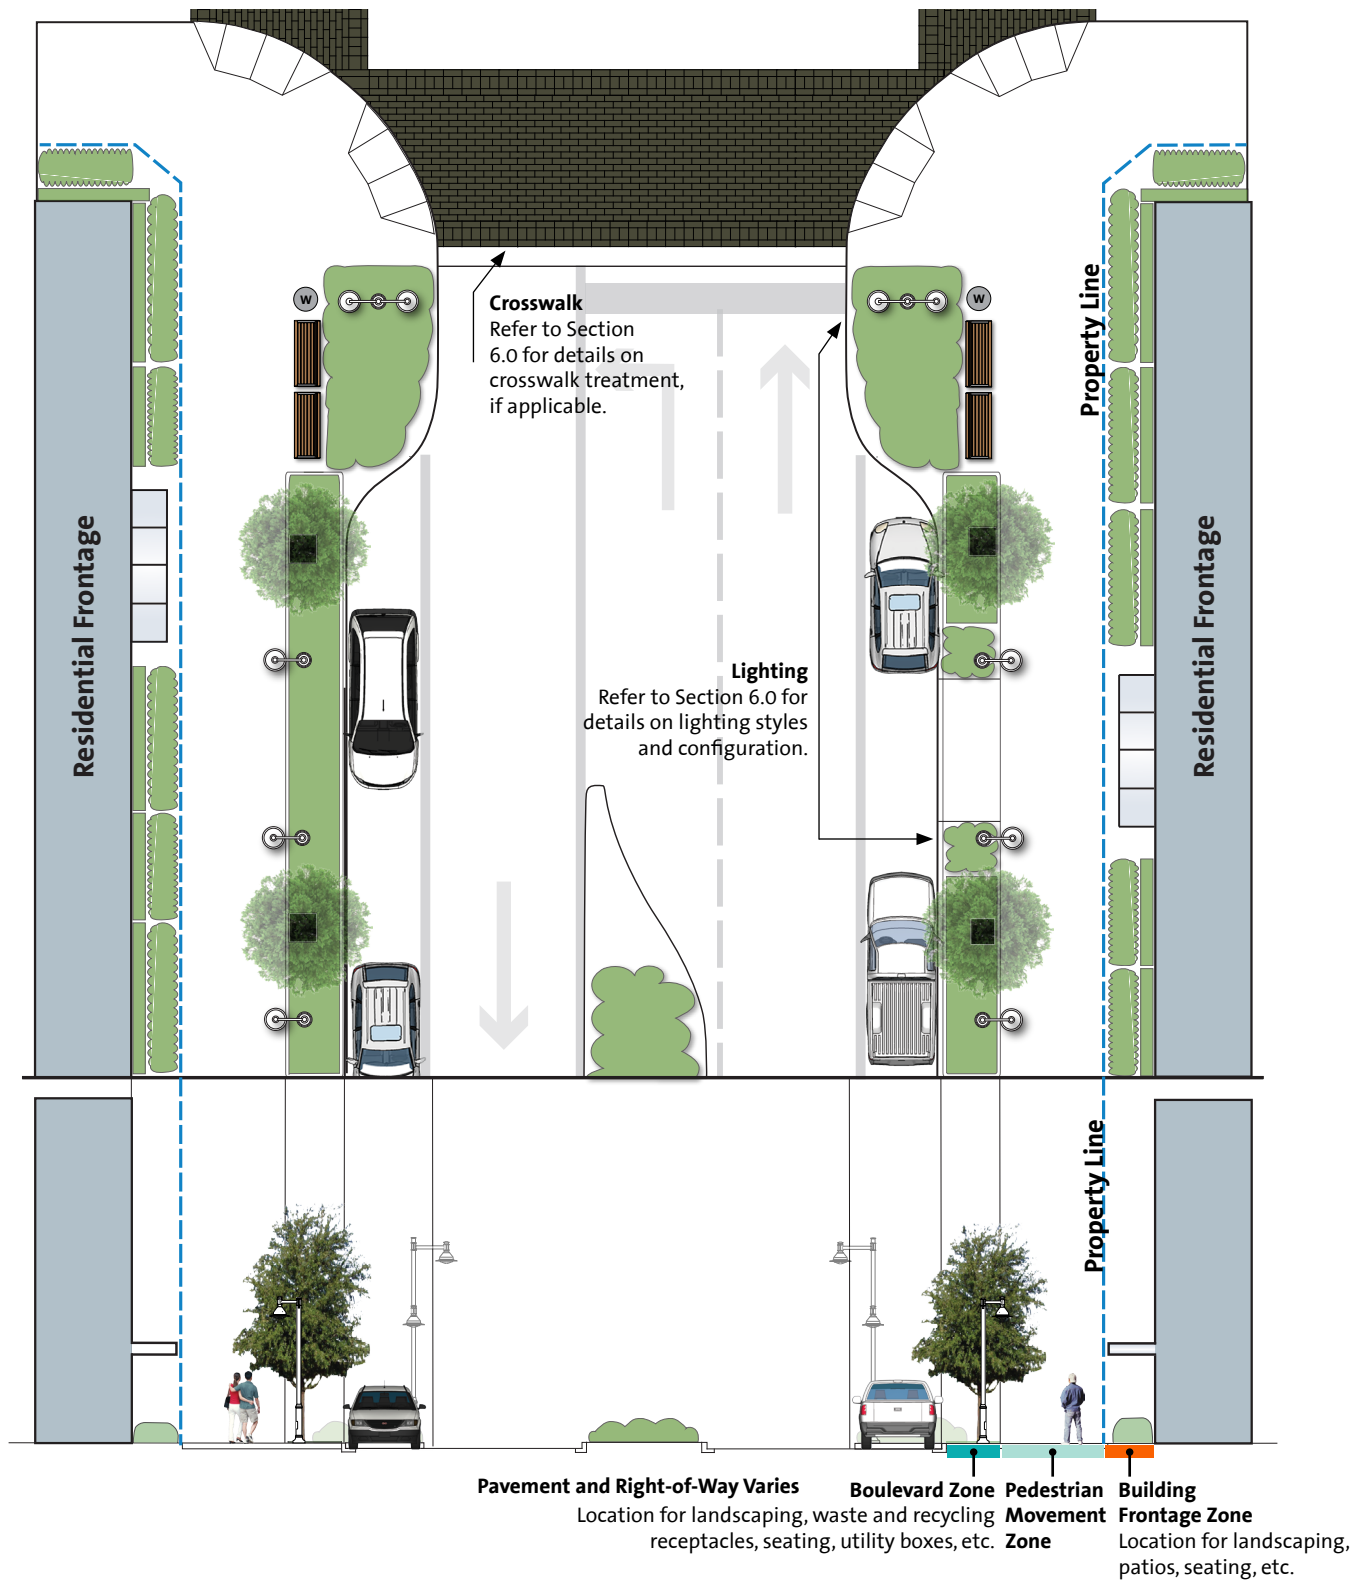 W
W
Crosswalk
Refer to Section
6.0 for details on
crosswalk treatment,
if applicable.
Property Line
Residential Frontage
Residential Frontage
Lighting
Refer to Section 6.0 for
details on lighting styles
and configuration.
Property Line
Pavement and Right-of-Way Varies
Boulevard Zone
Location for landscaping, waste and recycling
receptacles, seating, utility boxes, etc.
Pedestrian
Movement
Zone
Building
Frontage Zone
Location for landscaping,
patios, seating, etc.